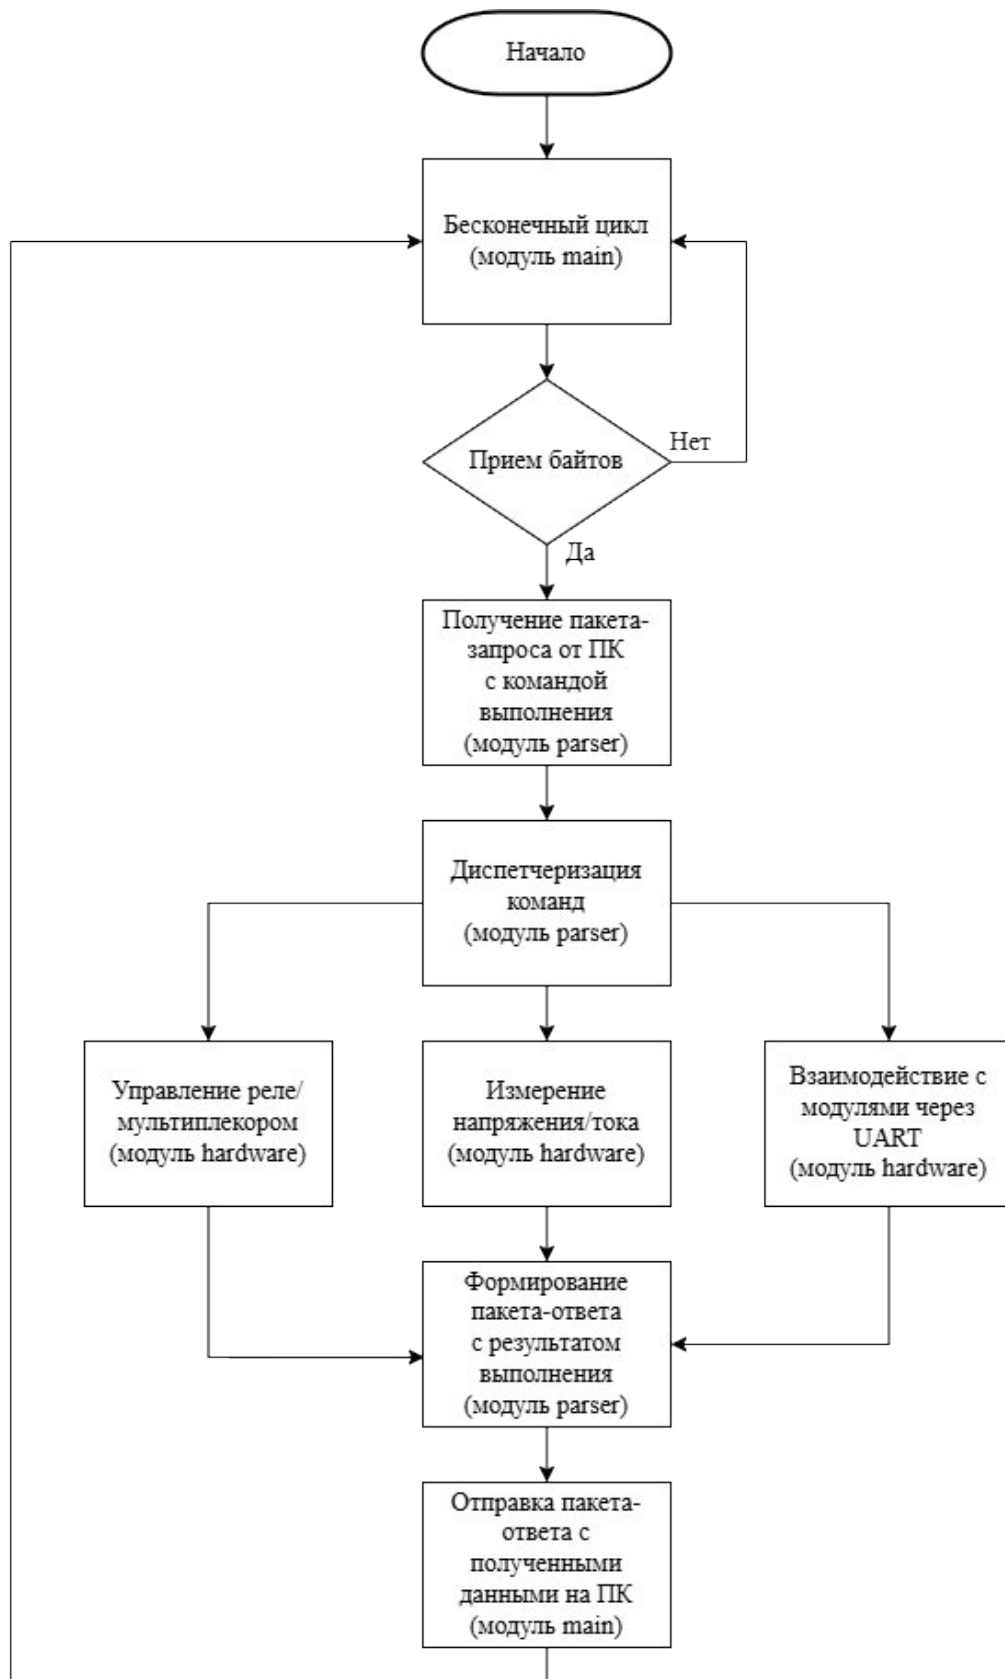 Начало
Бесконечный цикл
(модуль main)
Прием байтов
Нет
Да
Получение пакета-
запроса от ПК
с командой
выполнения
(модуль parser)
Диспетчеризация
команд
(модуль parser)
Управление реле/
мультиплекором
(модуль hardware)
Измерение
напряжения/тока
(модуль hardware)
Взаимодействие с
модулями через
UART
(модуль hardware)
Формирование
пакета-ответа
с результатом
выполнения
(модуль parser)
Отправка пакета-
ответа с
полученными
данными на ПК
(модуль main)